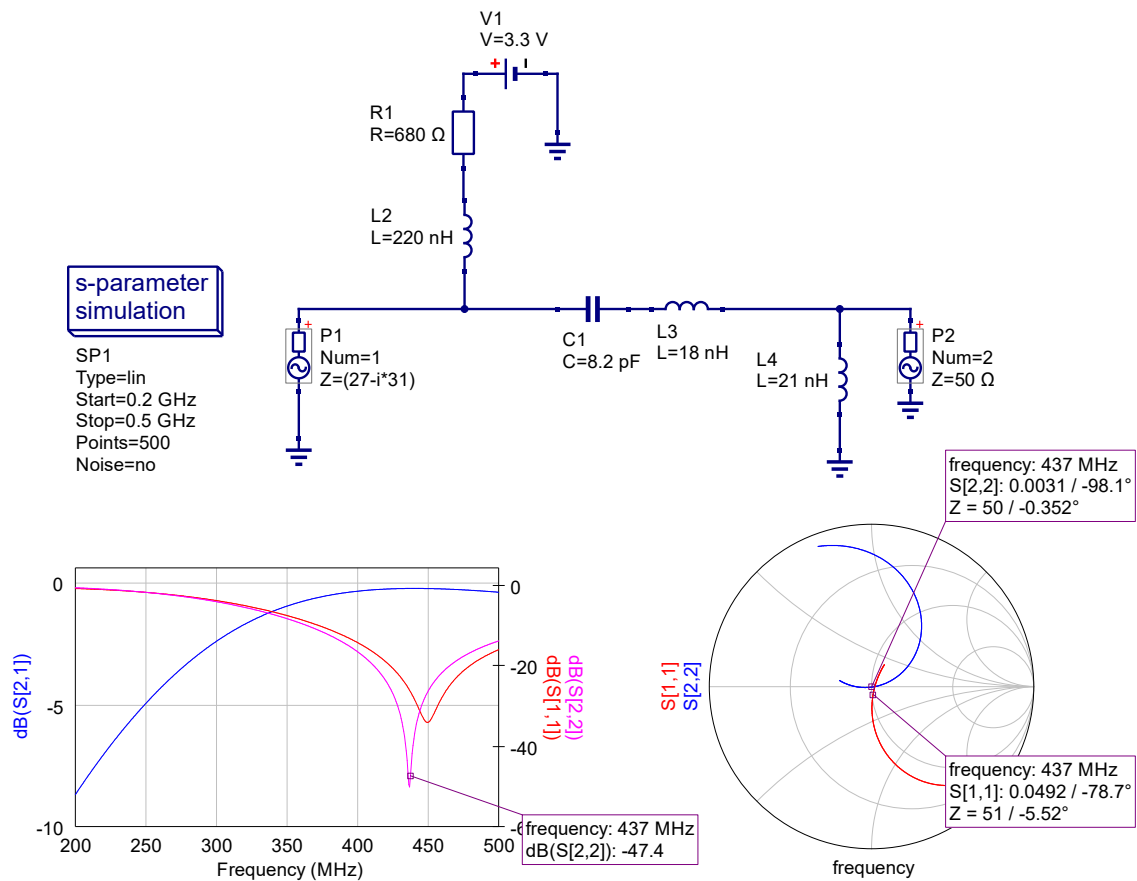 V1
V=3.3 V
+
R1
R=680 Ω
L2
L=220 nH
s-parameter
simulation
SP1
Type=lin
Start=0.2 GHz
Stop=0.5 GHz
Points=500
Noise=no
+
P1
Num=1
Z=(27-i*31)
C1
C=8.2 pF
L3
L=18 nH
L4
L=21 nH
+
P2
Num=2
Z=50 Ω
frequency: 437 MHz
S[2,2]: 0.0031 / -98.1°
Z = 50 / -0.352°
0
-5
-10
dB(S[2,1])
0
-20
-40
-6
dB(S[1,1])
dB(S[2,2])
200
250
300
350
400
450
500
Frequency (MHz)
frequency: 437 MHz
dB(S[2,2]): -47.4
S[1,1]
S[2,2]
frequency: 437 MHz
S[1,1]: 0.0492 / -78.7°
Z = 51 / -5.52°
frequency